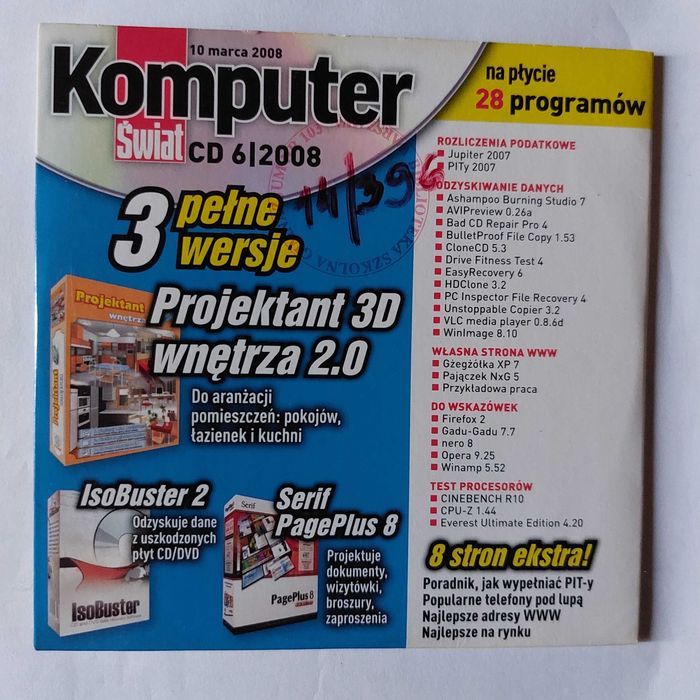 10 marca 2008
Komputer
Świat
CD 6|2008
na płycie
28 programów
14/396
3 pełne
wersje
Projektant
wnętrz
Projektant 3D
wnętrza 2.0
Do aranżacji
pomieszczeń: pokojów,
łazienek i kuchni
IsoBuster 2
Odzyskuje dane
z uszkodzonych
płyt CD/DVD
IsoBuster
Serif
PagePlus 8
Projektuje
dokumenty,
wizytówki,
broszury,
zaproszenia
Serif
PagePlus 8
ROZLICZENIA PODATKOWE
Jupiter 2007
PITy 2007
ODZYSKIWANIE DANYCH
Ashampoo Burning Studio 7
AVIPreview 0.26a
Bad CD Repair Pro 4
BulletProof File Copy 1.53
CloneCD 5.3
Drive Fitness Test 4
EasyRecovery 6
HDClone 3.2
PC Inspector File Recovery 4
Unstoppable Copier 3.2
VLC media player 0.8.6d
WinImage 8.10
WŁASNA STRONA WWW
Gżegżółka XP 7
Pajączek NxG 5
Przykładowa praca
DO WSKAZÓWEK
Firefox 2
Gadu-Gadu 7.7
nero 8
Opera 9.25
Winamp 5.52
TEST PROCESORÓW
CINEBENCH R10
CPU-Z 1.44
Everest Ultimate Edition 4.20
8 stron ekstra!
Poradnik, jak wypełniać PIT-y
Popularne telefony pod lupą
Najlepsze adresy WWW
Najlepsze na rynku